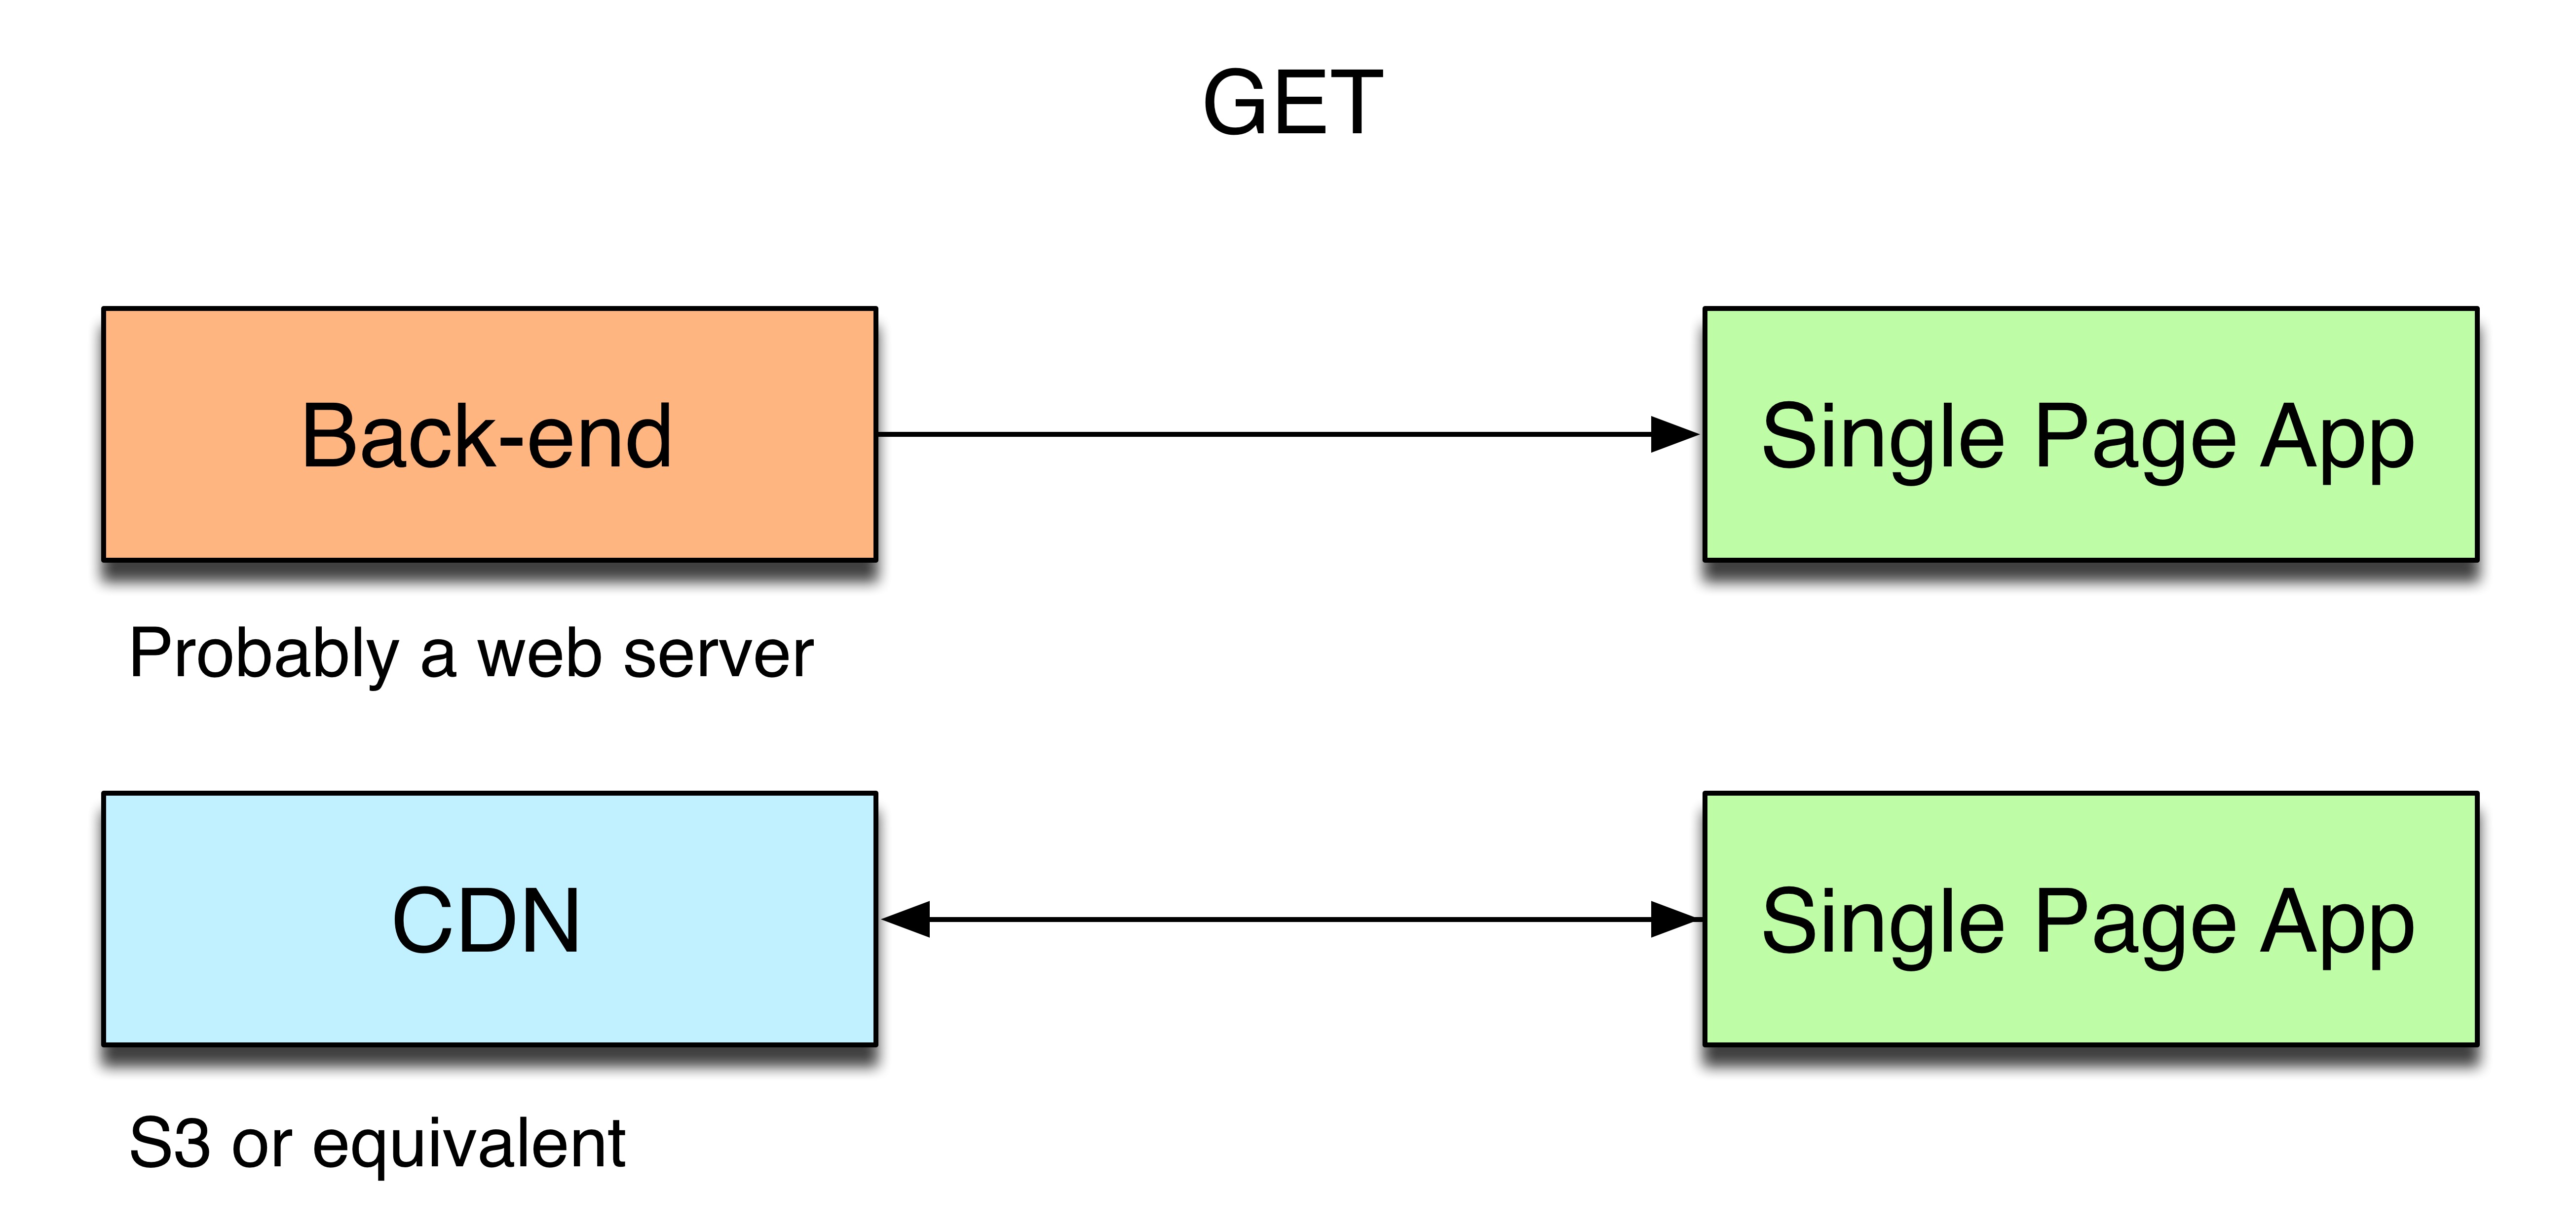 GET
Back-end
Single Page App
Probably a web server
CDN
Single Page App
S3 or equivalent